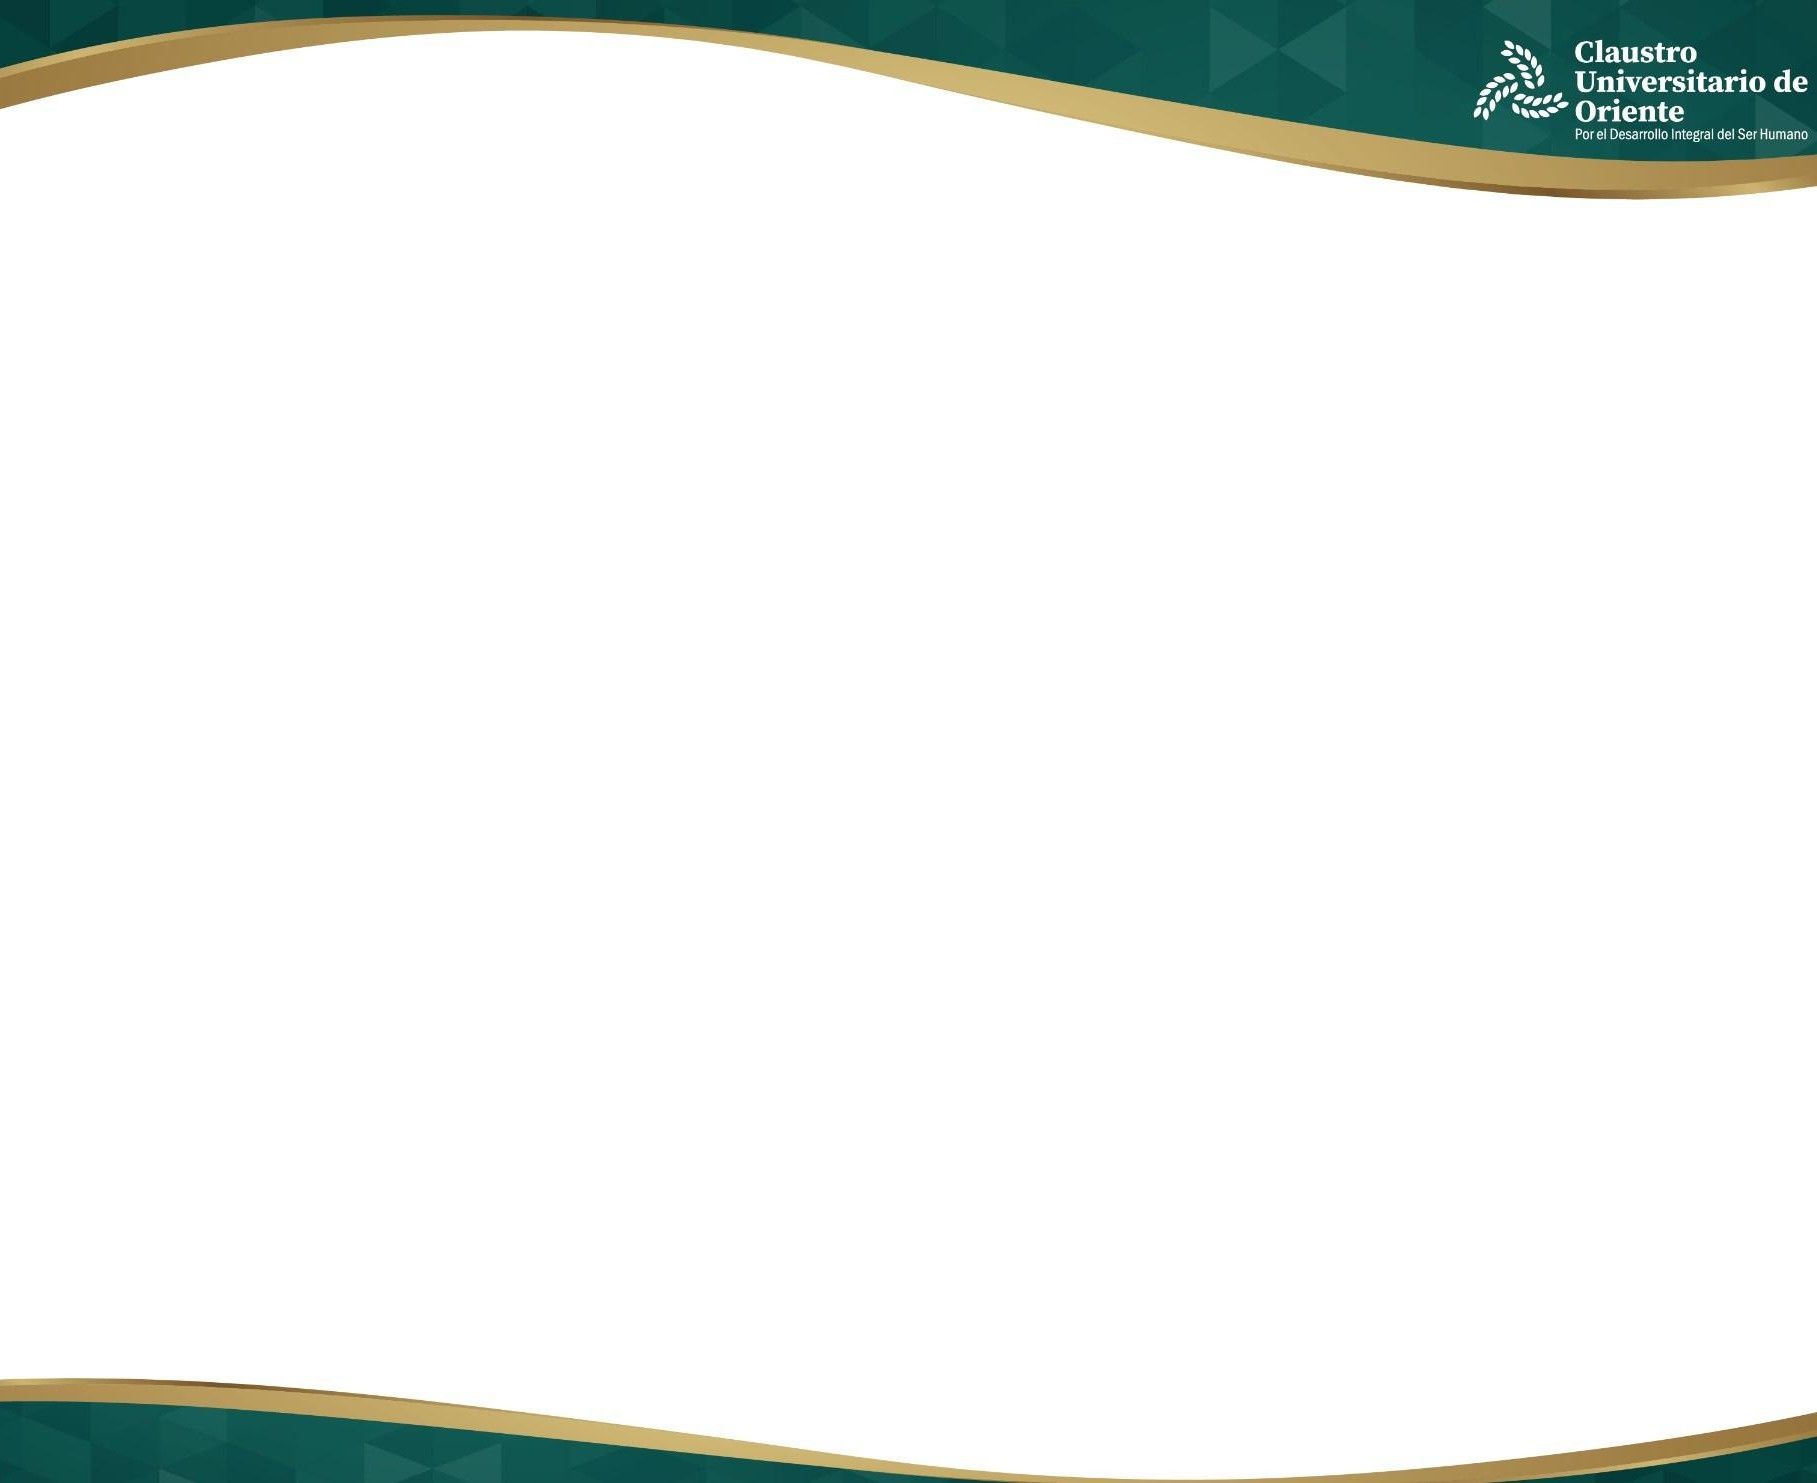 Claustro
Universitario de
Oriente
Por el Desarrollo Integral del Ser Humano